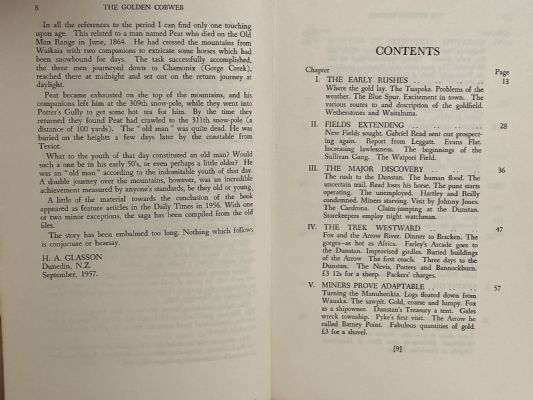 8 THE GOLDEN COBWEB
In all the references to the period I can find only one touching
upon age. This related to a man named Peat who died on the Old
Man Range in June, 1864. He had crossed the mountains from
Waikaia with two companions to extricate some horses which had
been snowbound for days. The task successfully accomplished,
the three men journeyed down to Chamonix (Gorge Creek),
reached there at midnight and set out on the return journey at
daylight.
Peat became exhausted on the top of the mountains, and his
companions left him at the 309th snow-pole, while they went into
Potter's Gully to get some hot tea for him. By the time they
returned they found Peat had crawled to the 311th snow-pole (a
distance of 100 yards). The "old man" was quite dead. He was
buried on the heights a few days later by the constable from
Teviot.
What to the youth of that day constituted an old man? Would
such a one be in his early 50's, or even perhaps a little older? He
was an "old man" according to the indomitable youth of that day.
A double journey over the mountains, however, was an incredible
achievement measured by anyone's standards, be they old or young.
A little of the material towards the conclusion of the book
appeared as feature articles in the Daily Times in 1956. With one
or two minor exceptions, the saga has been compiled from the old
files.
The story has been embalmed too long. Nothing which follows
is conjecture or hearsay.
H. A. GLASSON
Dunedin, N.Z.
September, 1957.
CONTENTS
Chapter Page
I. THE EARLY RUSHES .. .. .. .. .. 13
Where the gold lay. The Tuapeka. Problems of the
weather. The Blue Spur. Excitement in town. The
various routes to and description of the goldfield.
Wetherstones and Waitahuna.
II. FIELDS EXTENDING .. .. .. .. .. 28
New Fields sought. Gabriel Read sent out prospect-
ing again. Report from Leggatt. Evans Flat.
Increasing lawlessness. The beginnings of the
Sullivan Gang. The Waipori Field.
III. THE MAJOR DISCOVERY .. .. .. .. 36
The rush to the Dunstan. The human flood. The
uncertain trail. Read loses his horse. The punt starts
operating. The unemployed. Hartley and Reilly
condemned. Miners starving. Visit by Johnny Jones.
The Cardrona. Claim-jumping at the Dunstan.
Storekeepers employ night watchman.
IV. THE TREK WESTWARD .. .. .. .. 47
Fox and the Arrow River. Dinner to Bracken. The
gorges—as hot as Africa. Farley's Arcade goes to the
Dunstan. Improvised girdles. Buried buildings
of the Arrow The first coach. Three days to the
Dunstan. The Nevis, Potters and Bannockburn.
£3 12s for a sheep. Packers' charges.
V. MINERS PROVE ADAPTABLE .. .. .. 57
Turning the Manuherikia. Logs floated down from
Wanaka. The sawpit. Gold, coarse and lumpy. Fox
as a shipowner. Dunstan's Treasury a tent. Gales
wreck township. Pyke's first visit. The Arrow he
called Barney Point. Fabulous quantities of gold.
£3 for a shovel.
[9]